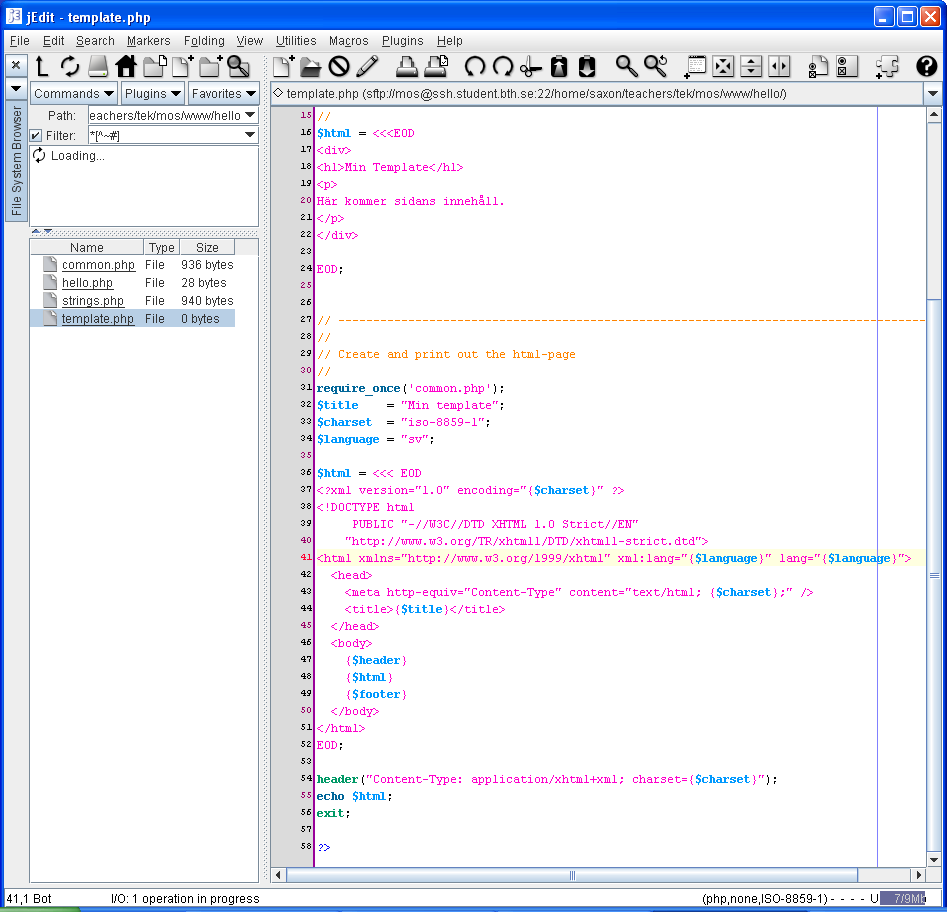 jEdit - template.php
File Edit Search Markers Folding View Utilities Macros Plugins Help
Commands Plugins Favorites
Path: eachers/tek/mos/www/hello
Filter: *[^~#]
Loading...
File System Browser
Name Type Size
common.php File 936 bytes
hello.php File 28 bytes
strings.php File 940 bytes
template.php File 0 bytes
template.php (sftp://mos@ssh.student.bth.se:22/home/saxon/teachers/tek/mos/www/hello/)
15 //
16 $html = <<<EOD
17 <div>
18 <h1>Min Template</h1>
19 <p>
20 Här kommer sidans innehåll.
21 </p>
22 </div>
23
24 EOD;
25
26
27 // -------------------------------------------------------------------------------------
28 //
29 // Create and print out the html-page
30 //
31 require_once('common.php');
32 $title    = "Min template";
33 $charset  = "iso-8859-1";
34 $language = "sv";
35
36 $html = <<< EOD
37 <?xml version="1.0" encoding="{$charset}" ?>
38 <!DOCTYPE html
39      PUBLIC "-//W3C//DTD XHTML 1.0 Strict//EN"
40     "http://www.w3.org/TR/xhtml1/DTD/xhtml1-strict.dtd">
41 <html xmlns="http://www.w3.org/1999/xhtml" xml:lang="{$language}" lang="{$language}">
42   <head>
43     <meta http-equiv="Content-Type" content="text/html; {$charset};" />
44     <title>{$title}</title>
45   </head>
46   <body>
47     {$header}
48     {$html}
49     {$footer}
50   </body>
51 </html>
52 EOD;
53
54 header("Content-Type: application/xhtml+xml; charset={$charset}");
55 echo $html;
56 exit;
57
58 ?>
41,1 Bot I/O: 1 operation in progress (php,none,ISO-8859-1) - - - - U 7/9Mb